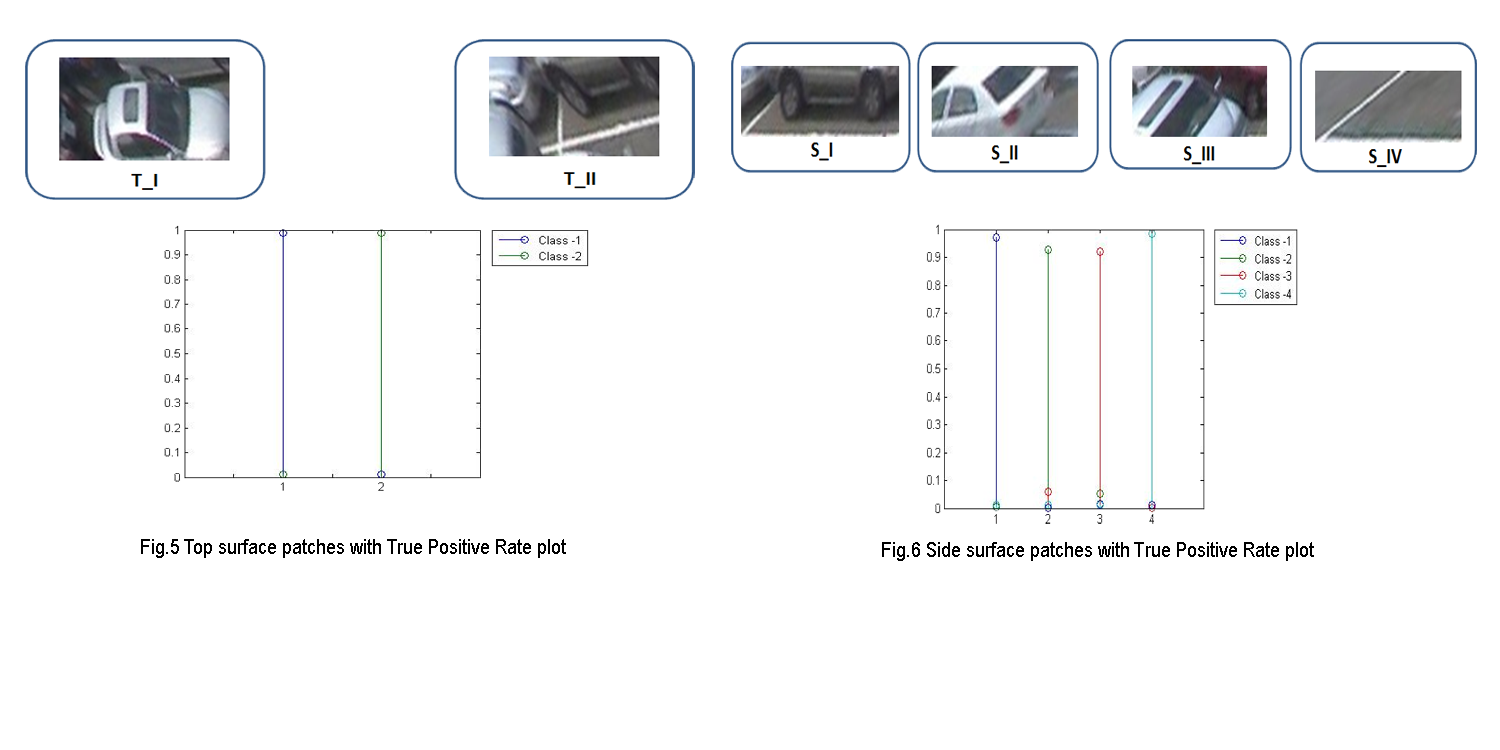 T_I
T_II
S_I
S_II
S_III
S_IV
1
0.9
0.8
0.7
0.6
0.5
0.4
0.3
0.2
0.1
0
1
2
Class -1
Class -2
Fig.5 Top surface patches with True Positive Rate plot
1
0.9
0.8
0.7
0.6
0.5
0.4
0.3
0.2
0.1
0
1
2
3
4
Class -1
Class -2
Class -3
Class -4
Fig.6 Side surface patches with True Positive Rate plot